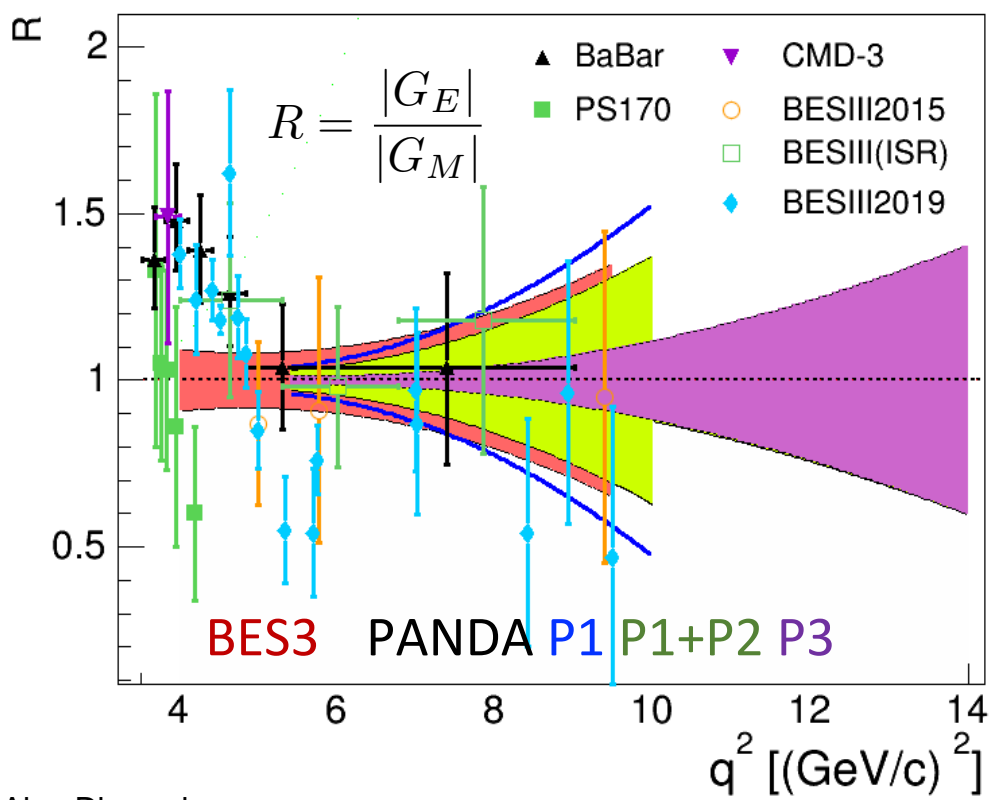 R
2
1.5
1
0.5
R = |G_E| / |G_M|
BaBar
PS170
CMD-3
BESIII2015
BESIII(ISR)
BESIII2019
BES3 PANDA P1 P1+P2 P3
4 6 8 10 12 14
q² [(GeV/c) ²]